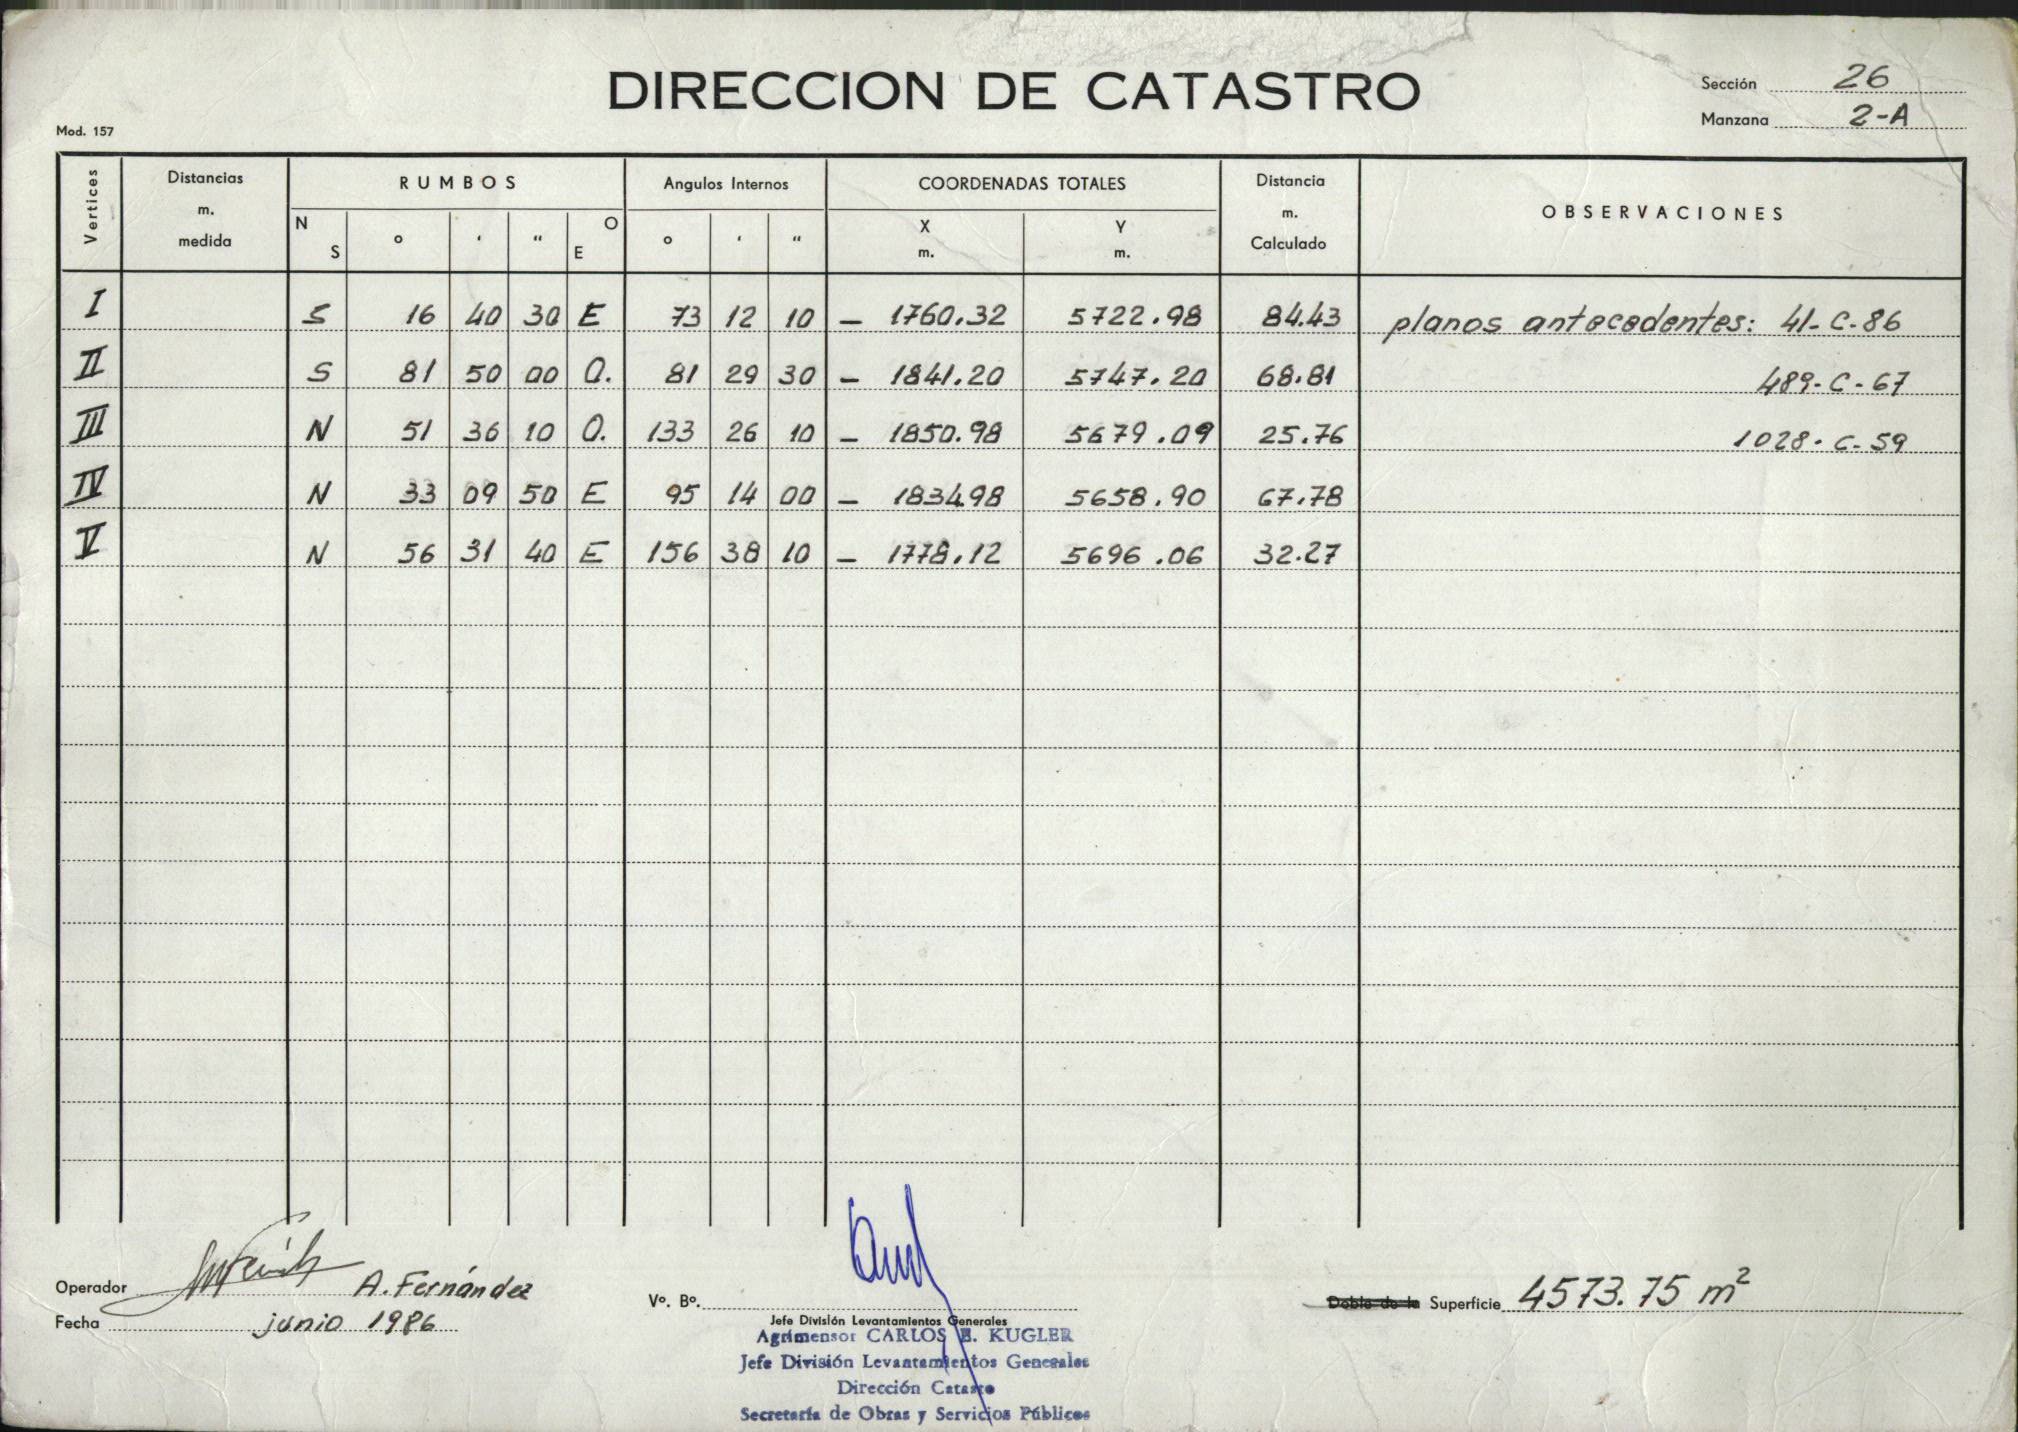 DIRECCION DE CATASTRO
Sección 26
Manzana 2-A
Mod. 157
Vertices
Distancias m. medida
RUMBOS
N S ° ' " O E
Angulos Internos
° ' "
COORDENADAS TOTALES
X m. Y m.
Distancia m. Calculado
OBSERVACIONES
I S 16 40 30 E 73 12 10 - 1760.32 5722.98 84.43 planos antecedentes: 41-C-86
II S 81 50 00 O. 81 29 30 - 1841.20 5747.20 68.81 489-C-67
III N 51 36 10 O. 133 26 10 - 1850.98 5679.09 25.76 1028-C-59
IV N 33 09 50 E 95 14 00 - 1834.98 5658.90 67.78
V N 56 31 40 E 156 38 10 - 1778.12 5696.06 32.27
Operador A. Fernández
Fecha junio 1986
Vº. Bº.
Jefe División Levantamientos Generales
Agrimensor CARLOS E. KUGLER
Jefe División Levantamientos Generales
Dirección Catasto
Secretaría de Obras y Servicios Públicos
Doble de la Superficie 4573.75 m²